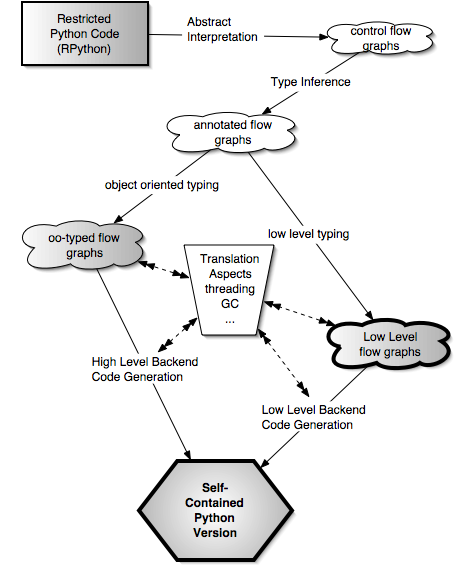 Restricted
Python Code
(RPython)
Abstract
Interpretation
control flow
graphs
Type Inference
annotated flow
graphs
object oriented typing
low level typing
oo-typed flow
graphs
Translation
Aspects
threading
GC
...
Low Level
flow graphs
High Level Backend
Code Generation
Low Level Backend
Code Generation
Self-
Contained
Python
Version